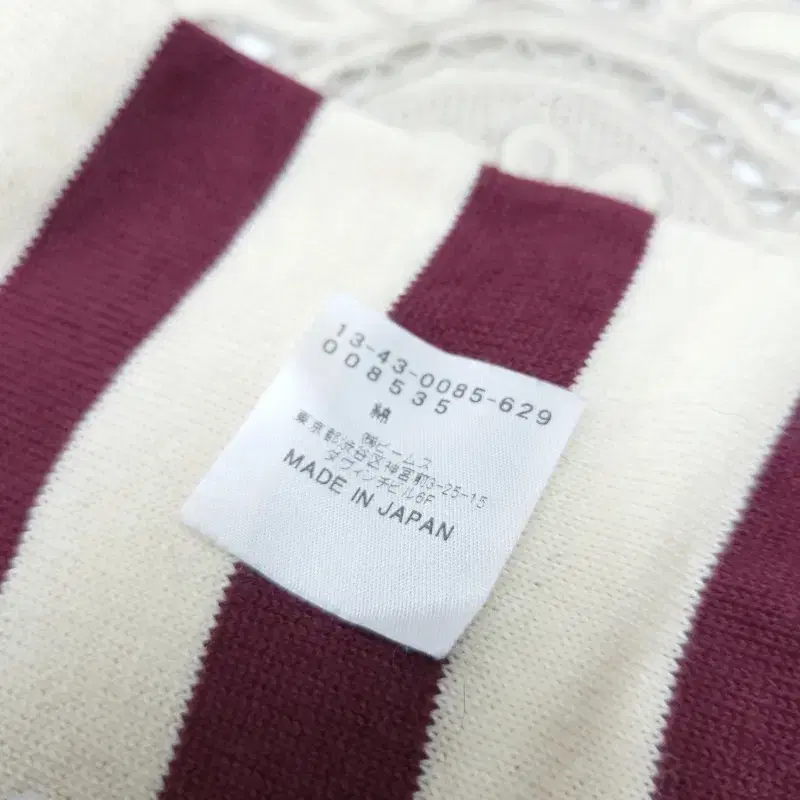 13-43-0085-629
008535
綿
㈱ビームス
東京都渋谷区神宮前3-25-15
ダヴィンチビル6F
MADE IN JAPAN